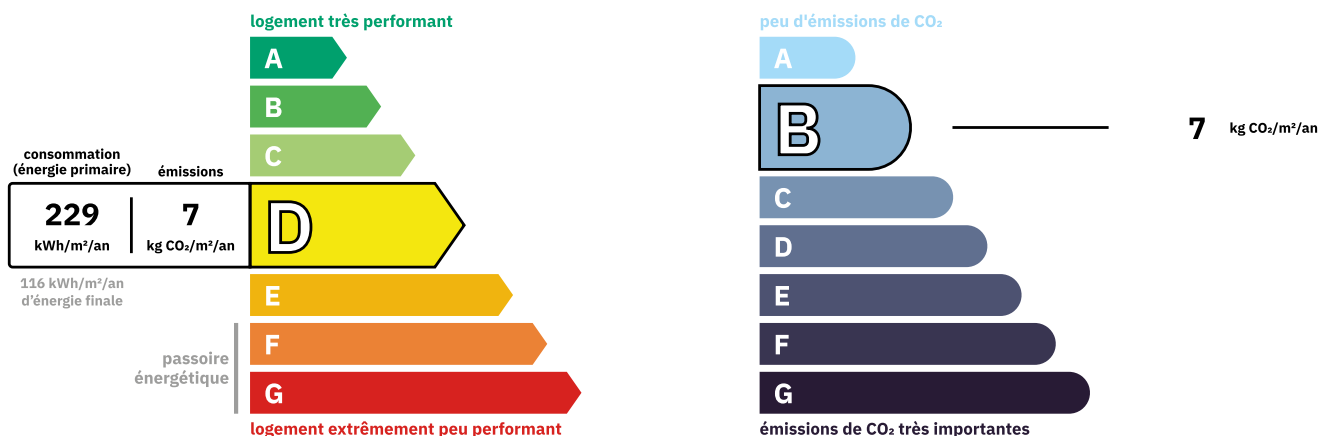 logement très performant
A
B
C
consommation
(énergie primaire)
émissions
229
kWh/m²/an
7
kg CO₂/m²/an
D
116 kWh/m²/an
d'énergie finale
E
passoire
énergétique
F
G
logement extrêmement peu performant
peu d'émissions de CO₂
A
B
7 kg CO₂/m²/an
C
D
E
F
G
émissions de CO₂ très importantes